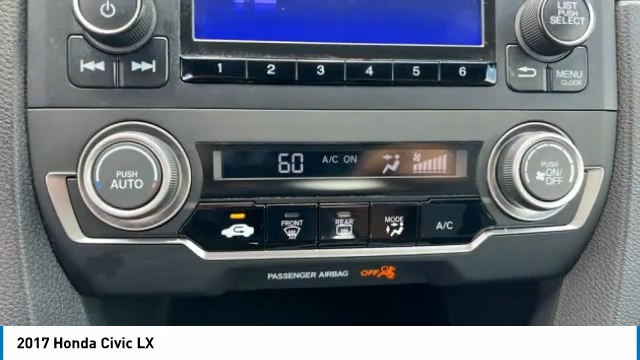 LIST
PUSH
SELECT
1 2 3 4 5 6
MENU
CLOCK
60 A/C ON
PUSH
AUTO
PUSH
ON/
OFF
FRONT
REAR
MODE
A/C
PASSENGER AIRBAG OFF
2017 Honda Civic LX